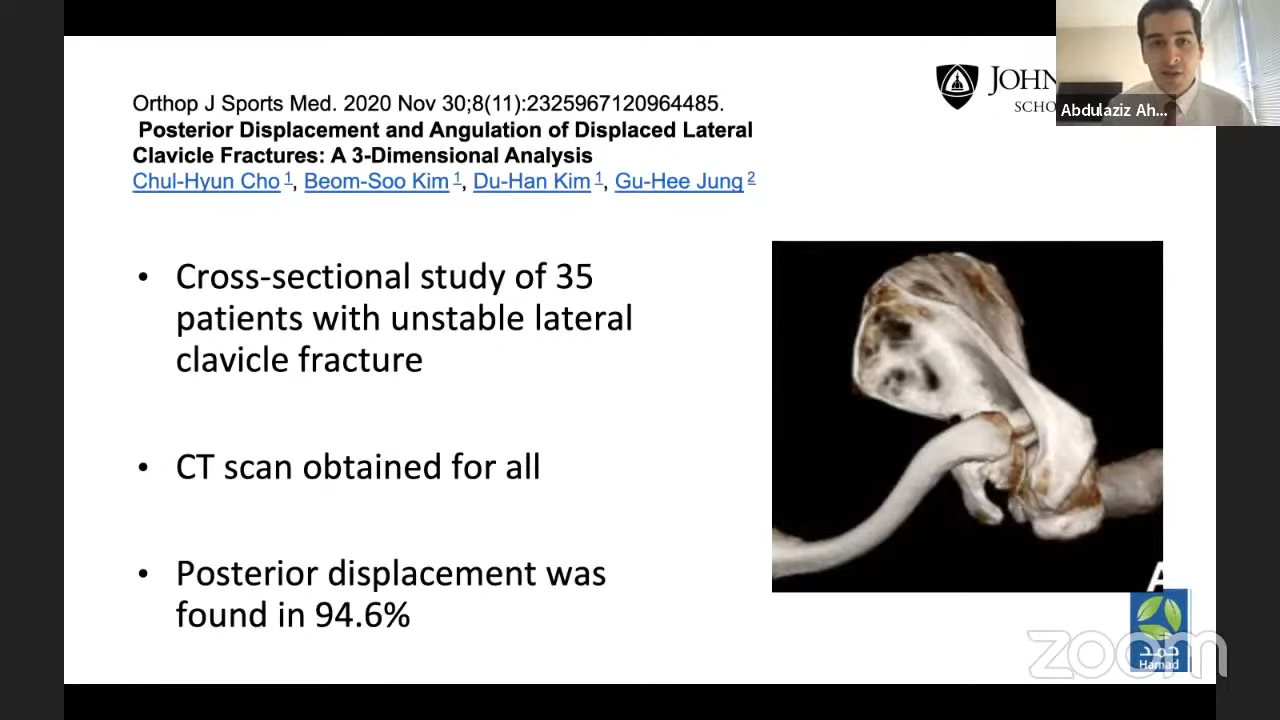 Orthop J Sports Med. 2020 Nov 30;8(11):2325967120964485.
Posterior Displacement and Angulation of Displaced Lateral
Clavicle Fractures: A 3-Dimensional Analysis
Chul-Hyun Cho 1, Beom-Soo Kim 1, Du-Han Kim 1, Gu-Hee Jung 2
JOHN
SCHO
Abdulaziz Ah...
• Cross-sectional study of 35
patients with unstable lateral
clavicle fracture
• CT scan obtained for all
• Posterior displacement was
found in 94.6%
A
zoom
حمد
Hamad